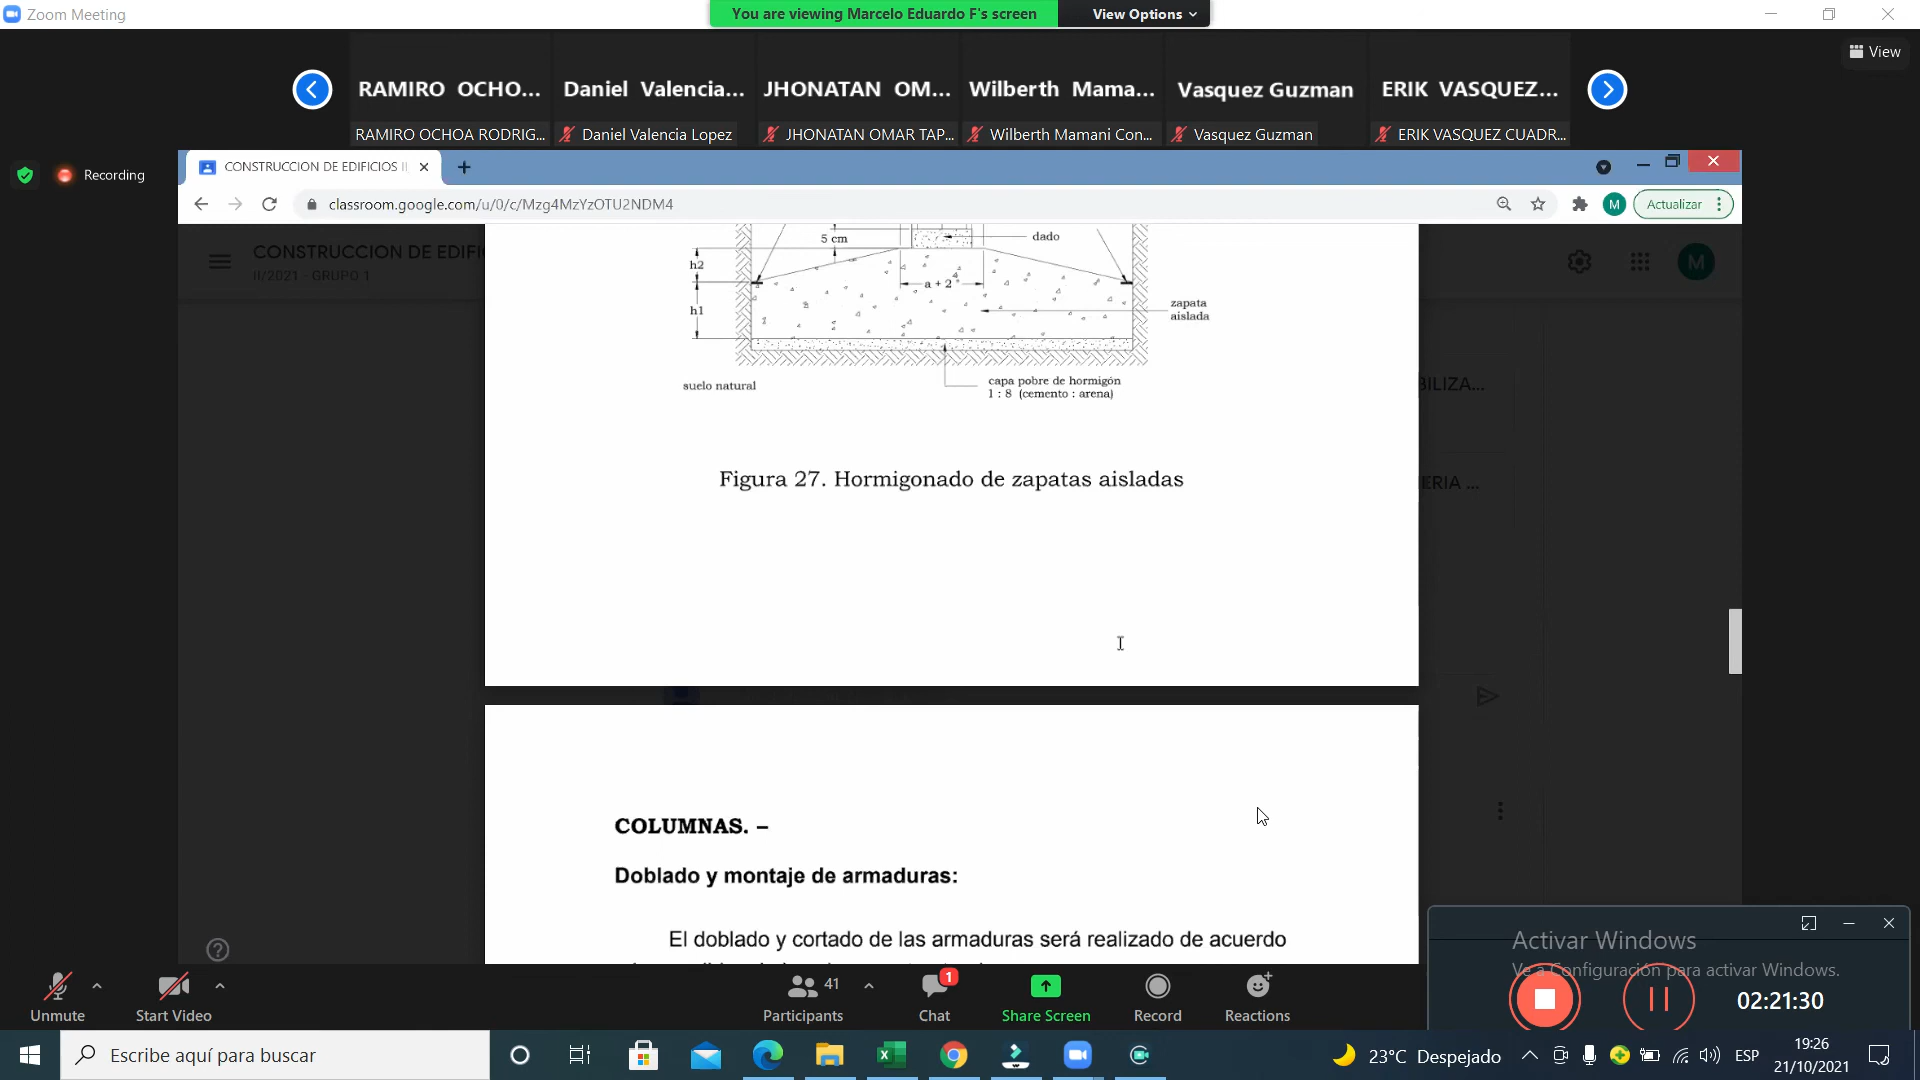 Zoom Meeting
You are viewing Marcelo Eduardo F's screen
View Options
View
RAMIRO OCHO...
Daniel Valencia...
JHONATAN OM...
Wilberth Mama...
Vasquez Guzman
ERIK VASQUEZ...
RAMIRO OCHOA RODRIG...
Daniel Valencia Lopez
JHONATAN OMAR TAP...
Wilberth Mamani Con...
Vasquez Guzman
ERIK VASQUEZ CUADR...
Recording
CONSTRUCCION DE EDIFICIOS II
classroom.google.com/u/0/c/Mzg4MzYzOTU2NDM4
M
Actualizar
CONSTRUCCION DE EDIFI
II/2021 - GRUPO 1
M
5 cm
dado
h2
a + 2"
h1
zapata
aislada
suelo natural
capa pobre de hormigón
1 : 8 (cemento : arena)
BILIZA...
ERIA ...
Figura 27. Hormigonado de zapatas aisladas
COLUMNAS. –
Doblado y montaje de armaduras:
El doblado y cortado de las armaduras será realizado de acuerdo
Activar Windows
Ve a Configuración para activar Windows.
02:21:30
Unmute
Start Video
41
Participants
1
Chat
Share Screen
Record
Reactions
Escribe aquí para buscar
23°C Despejado
ESP
19:26
21/10/2021